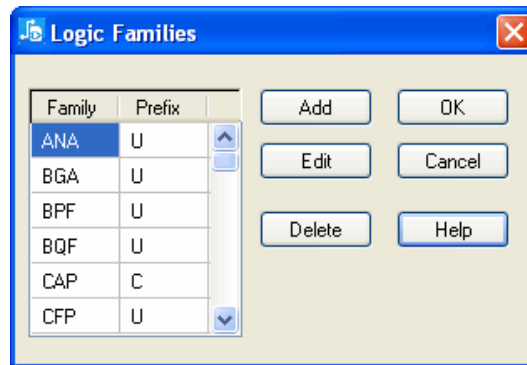 Logic Families
Family Prefix
ANA U
BGA U
BPF U
BQF U
CAP C
CFP U
Add OK
Edit Cancel
Delete Help